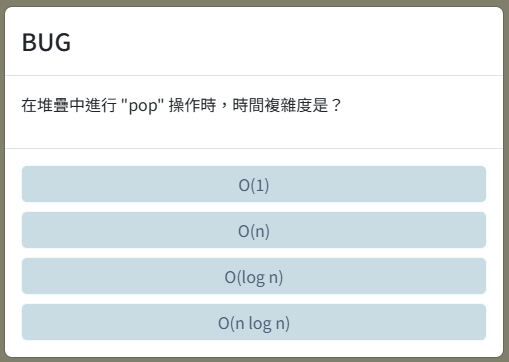 BUG
在堆疊中進行 "pop" 操作時，時間複雜度是？
O(1)
O(n)
O(log n)
O(n log n)